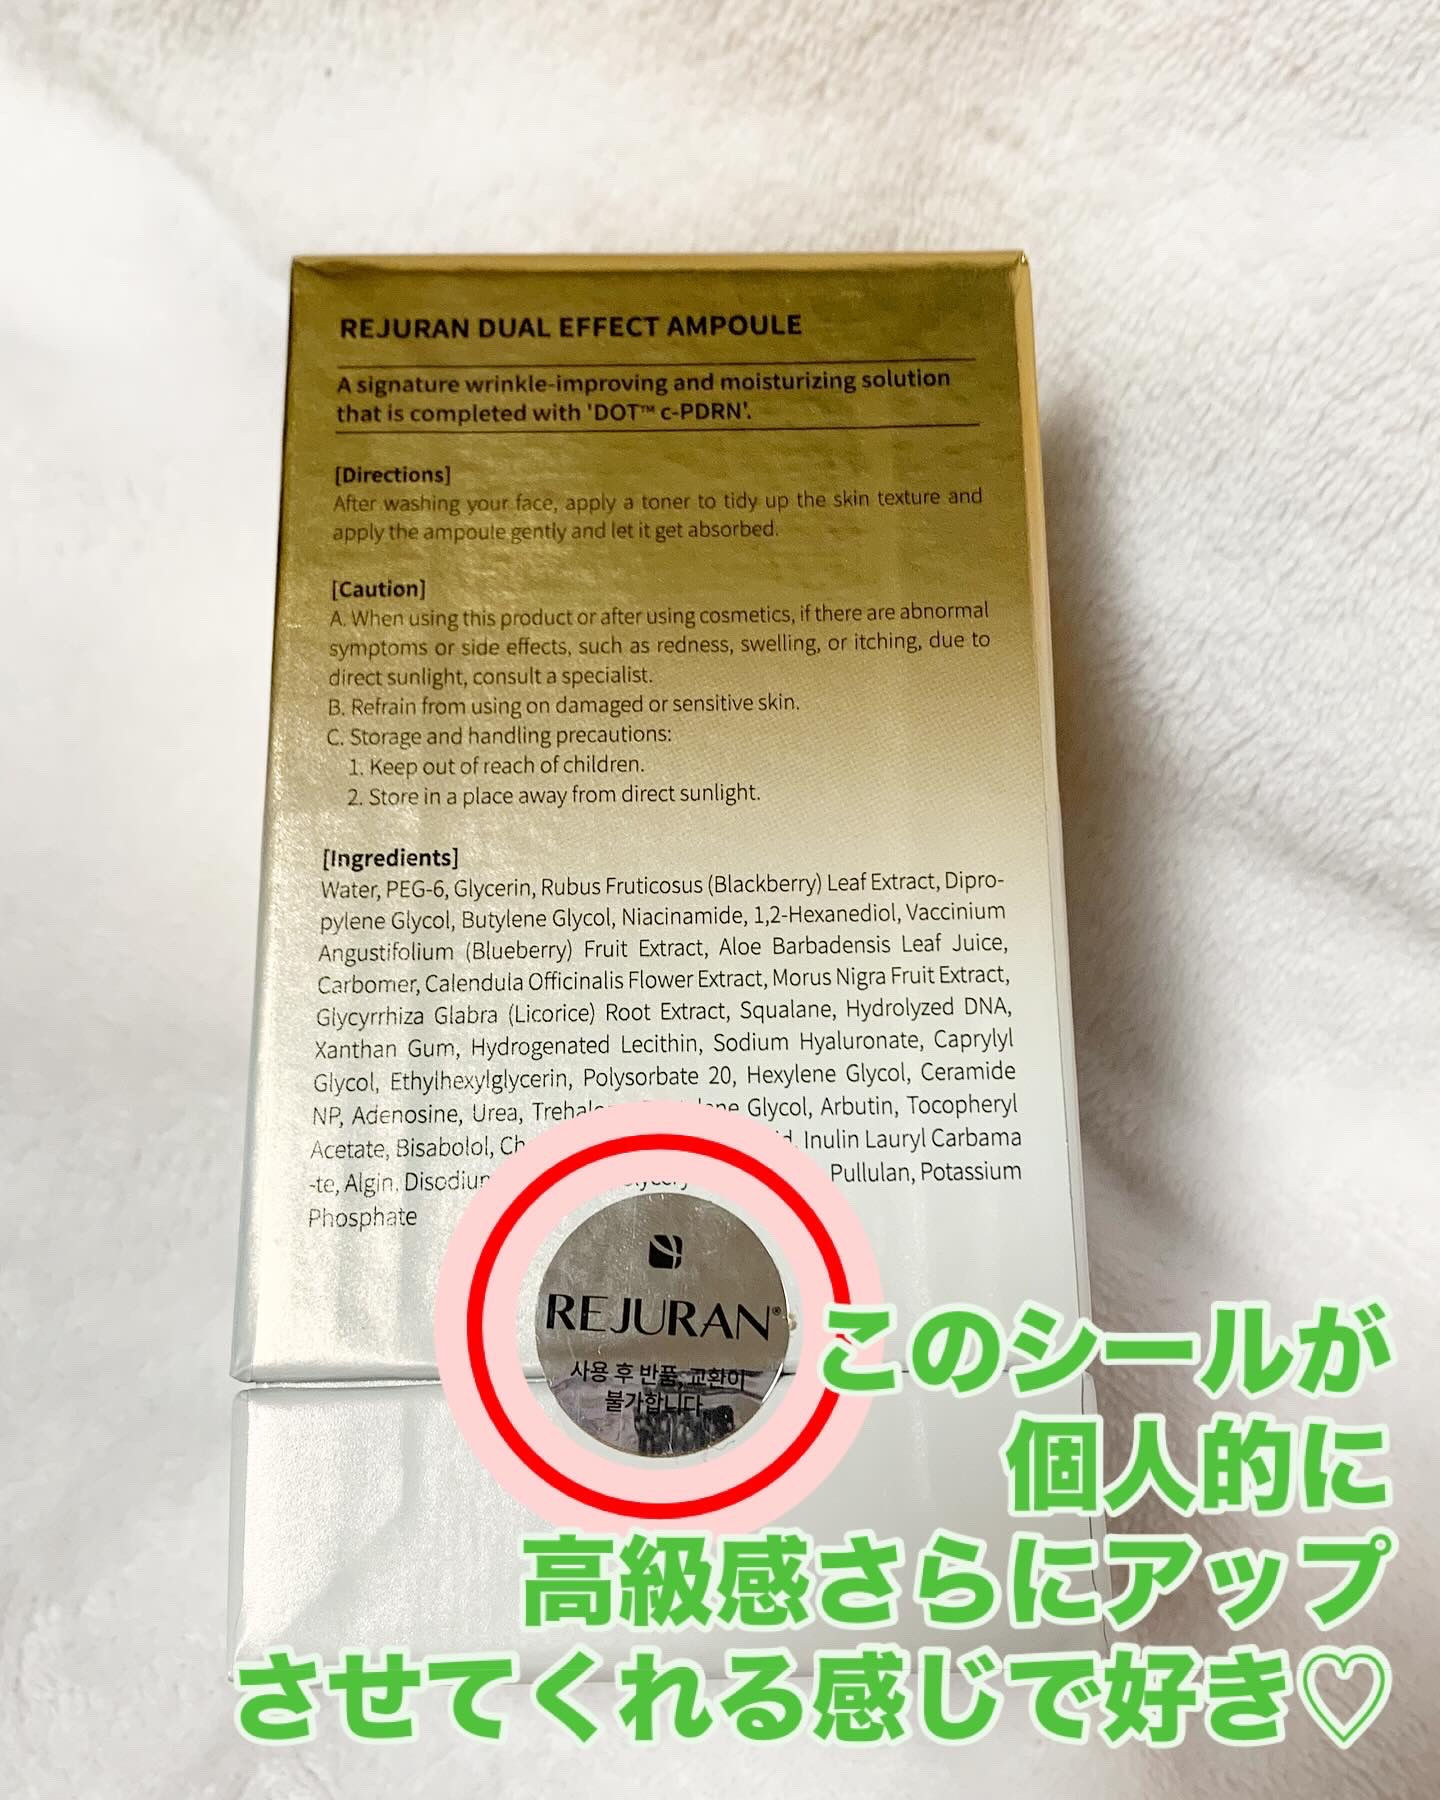 REJURAN DUAL EFFECT AMPOULE
A signature wrinkle-improving and moisturizing solution
that is completed with 'DOT™ c-PDRN'.
[Directions]
After washing your face, apply a toner to tidy up the skin texture and
apply the ampoule gently and let it get absorbed.
[Caution]
A. When using this product or after using cosmetics, if there are abnormal
symptoms or side effects, such as redness, swelling, or itching, due to
direct sunlight, consult a specialist.
B. Refrain from using on damaged or sensitive skin.
C. Storage and handling precautions:
1. Keep out of reach of children.
2. Store in a place away from direct sunlight.
[Ingredients]
Water, PEG-6, Glycerin, Rubus Fruticosus (Blackberry) Leaf Extract, Dipro-
pylene Glycol, Butylene Glycol, Niacinamide, 1,2-Hexanediol, Vaccinium
Angustifolium (Blueberry) Fruit Extract, Aloe Barbadensis Leaf Juice,
Carbomer, Calendula Officinalis Flower Extract, Morus Nigra Fruit Extract,
Glycyrrhiza Glabra (Licorice) Root Extract, Squalane, Hydrolyzed DNA,
Xanthan Gum, Hydrogenated Lecithin, Sodium Hyaluronate, Caprylyl
Glycol, Ethylhexylglycerin, Polysorbate 20, Hexylene Glycol, Ceramide
NP, Adenosine, Urea, Glycol, Arbutin, Tocopheryl
Acetate, Bisabolol, Inulin Lauryl Carbama
-te, Algin, Pullulan, Potassium
Phosphate
REJURAN®
사용 후 반품, 교환이
불가합니다
このシールが
個人的に
高級感さらにアップ
させてくれる感じで好き♡